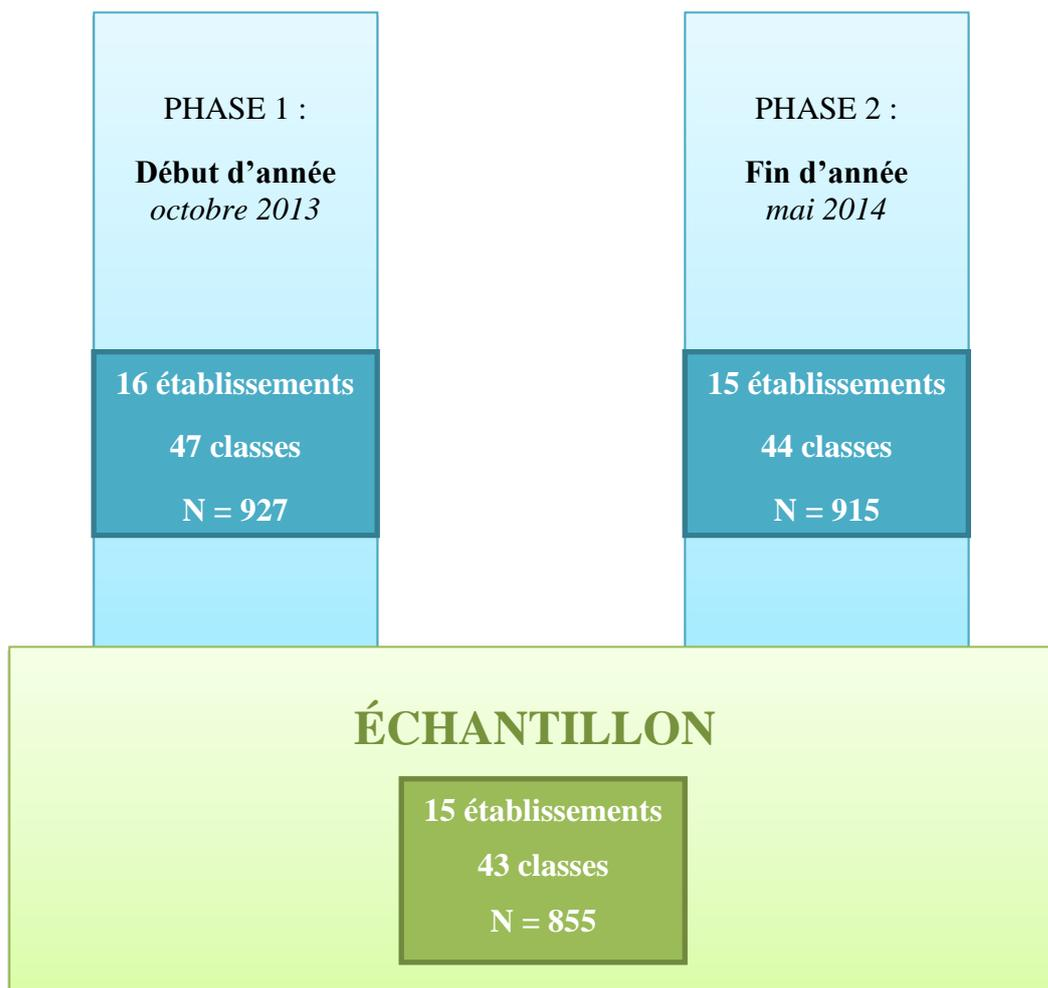 PHASE 1 :
Début d’année
octobre 2013
16 établissements
47 classes
N = 927
PHASE 2 :
Fin d’année
mai 2014
15 établissements
44 classes
N = 915
ÉCHANTILLON
15 établissements
43 classes
N = 855